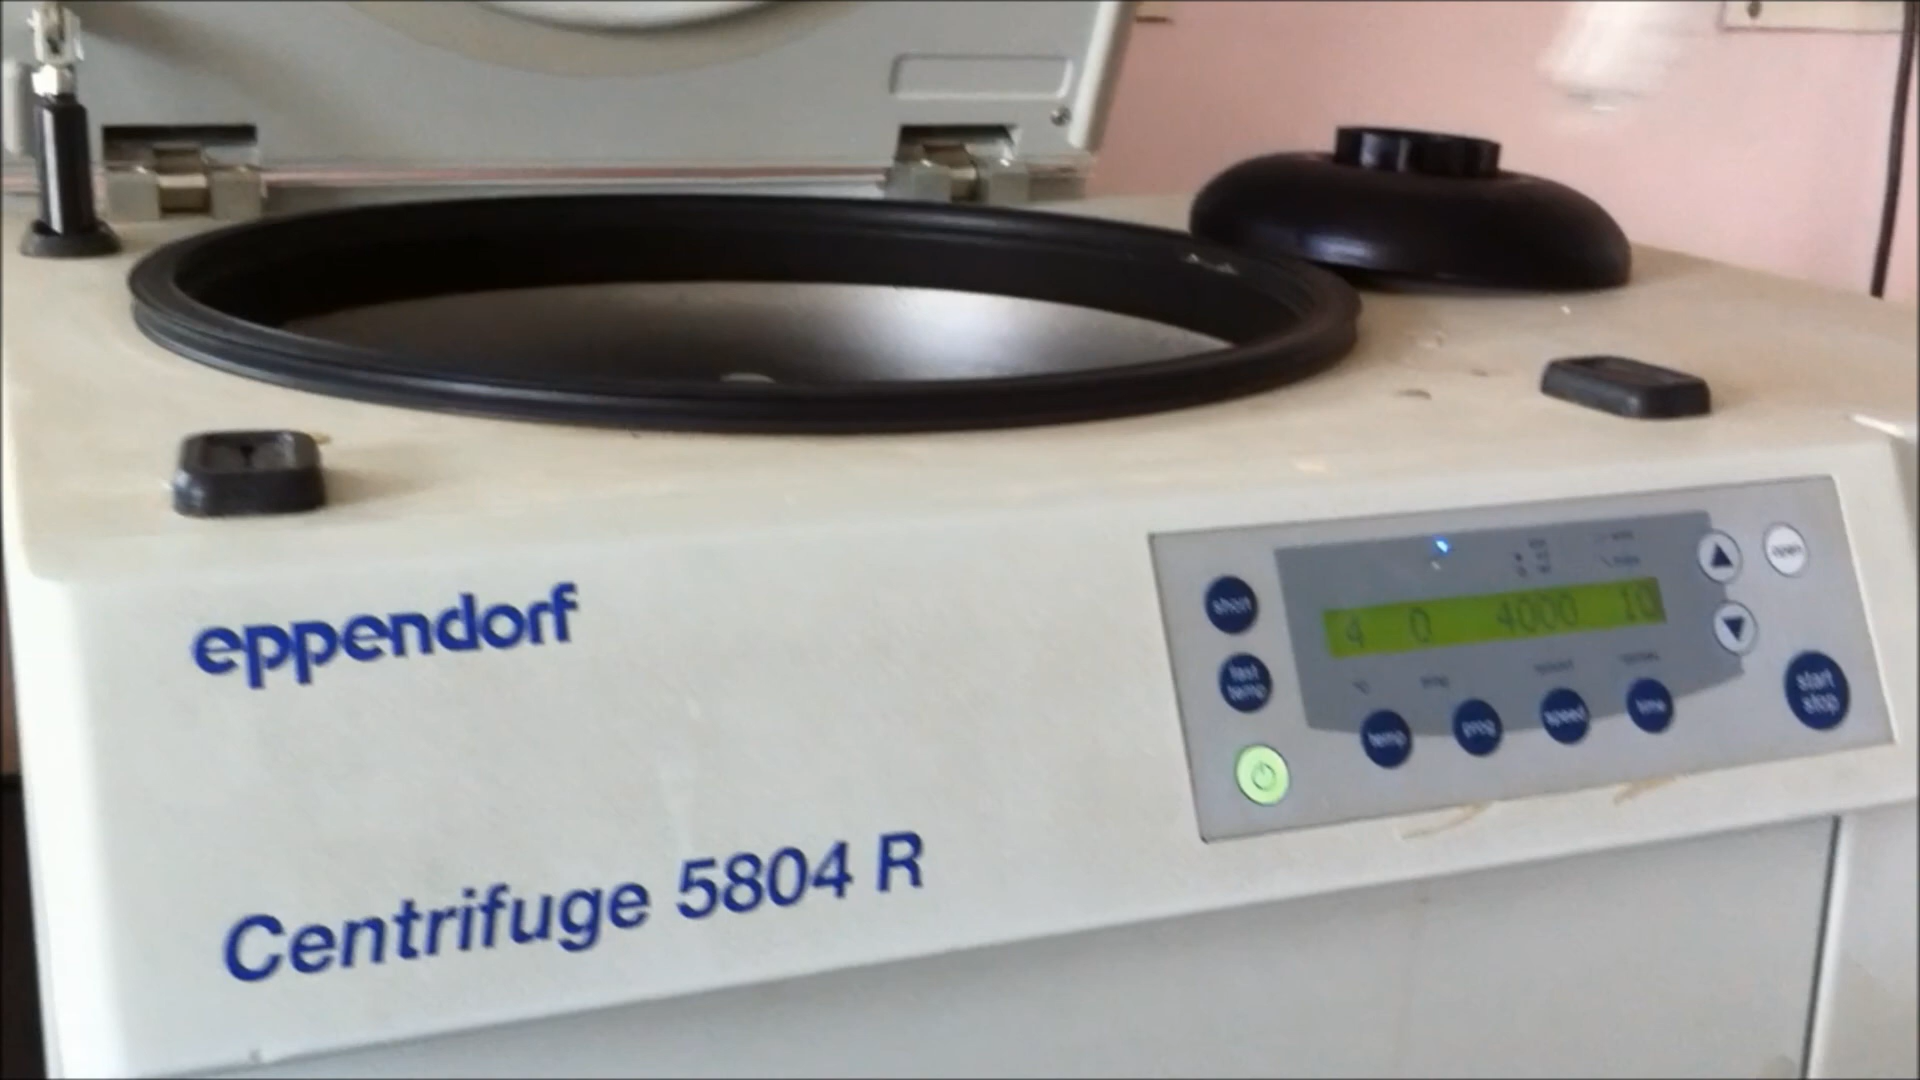 eppendorf
Centrifuge 5804 R
short
fast
temp
4 0 4000 10
temp prog speed time
open
start
stop